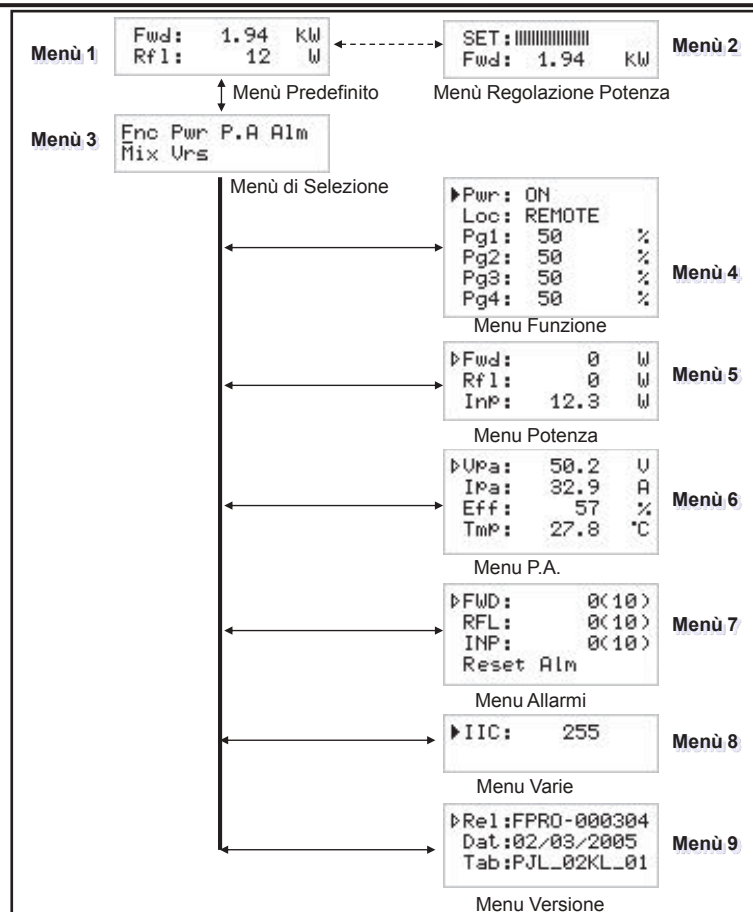 Menù 1
Fwd: 1.94 KW
Rfl: 12 W
SET:
Fwd: 1.94 KW
Menù 2
Menù Predefinito
Menù Regolazione Potenza
Menù 3
Fnc Pwr P.A Alm
Mix Vrs
Menù di Selezione
Pwr: ON
Loc: REMOTE
Pg1: 50 %
Pg2: 50 %
Pg3: 50 %
Pg4: 50 %
Menù 4
Menu Funzione
Fwd: 0 W
Rfl: 0 W
Inp: 12.3 W
Menù 5
Menu Potenza
Vpa: 50.2 V
Ipa: 32.9 A
Eff: 57 %
Tmp: 27.8 °C
Menù 6
Menu P.A.
FWD: 0(10)
RFL: 0(10)
INP: 0(10)
Reset Alm
Menù 7
Menu Allarmi
IIC: 255
Menù 8
Menu Varie
Rel:FPRO-000304
Dat:02/03/2005
Tab:PJL_02KL_01
Menù 9
Menu Versione